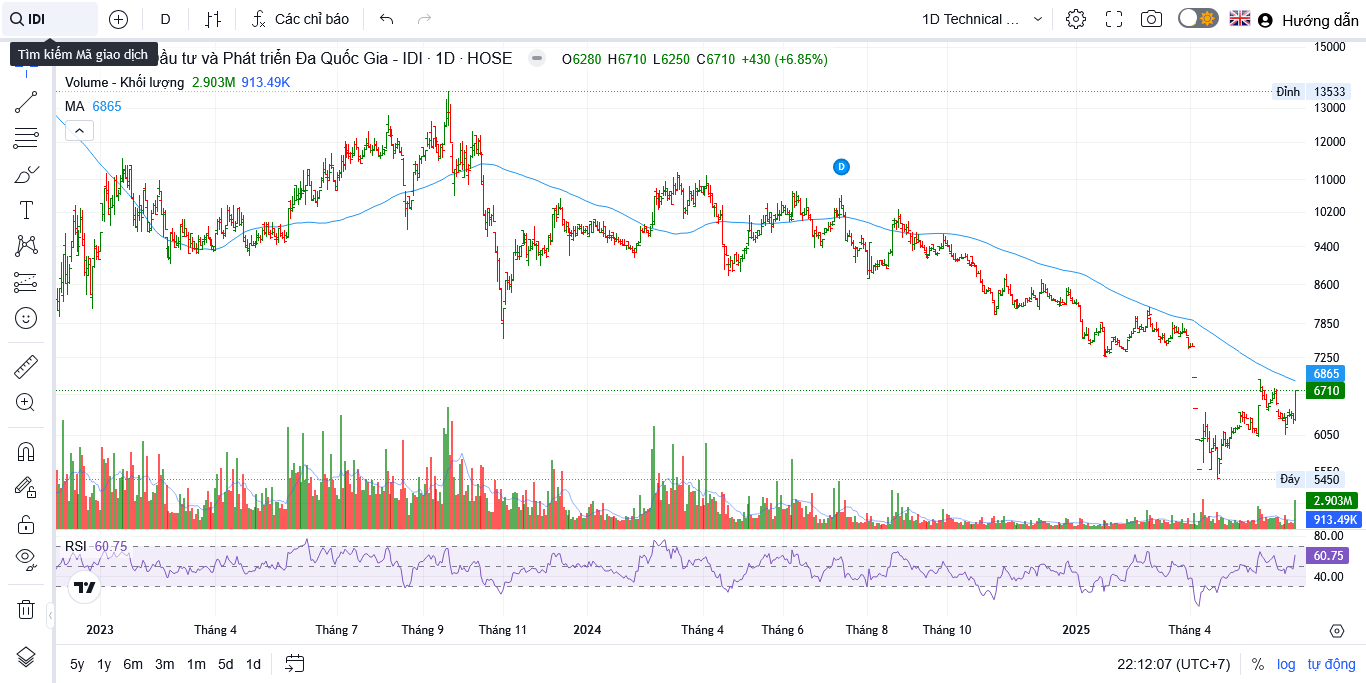 IDI
D
Các chỉ báo
1D Technical ...
Hướng dẫn
Tìm kiếm Mã giao dịch
ầu tư và Phát triển Đa Quốc Gia - IDI · 1D · HOSE
O6280 H6710 L6250 C6710 +430 (+6.85%)
Volume - Khối lượng 2.903M 913.49K
MA 6865
15000
Đỉnh 13533
13000
12000
D
11000
10200
9400
8600
7850
7250
6865
6710
6050
5550
Đáy 5450
2.903M
913.49K
RSI 60.75
80.00
60.75
40.00
2023 Tháng 4 Tháng 7 Tháng 9 Tháng 11 2024 Tháng 4 Tháng 6 Tháng 8 Tháng 10 2025 Tháng 4
5y 1y 6m 3m 1m 5d 1d
22:12:07 (UTC+7) % log tự động